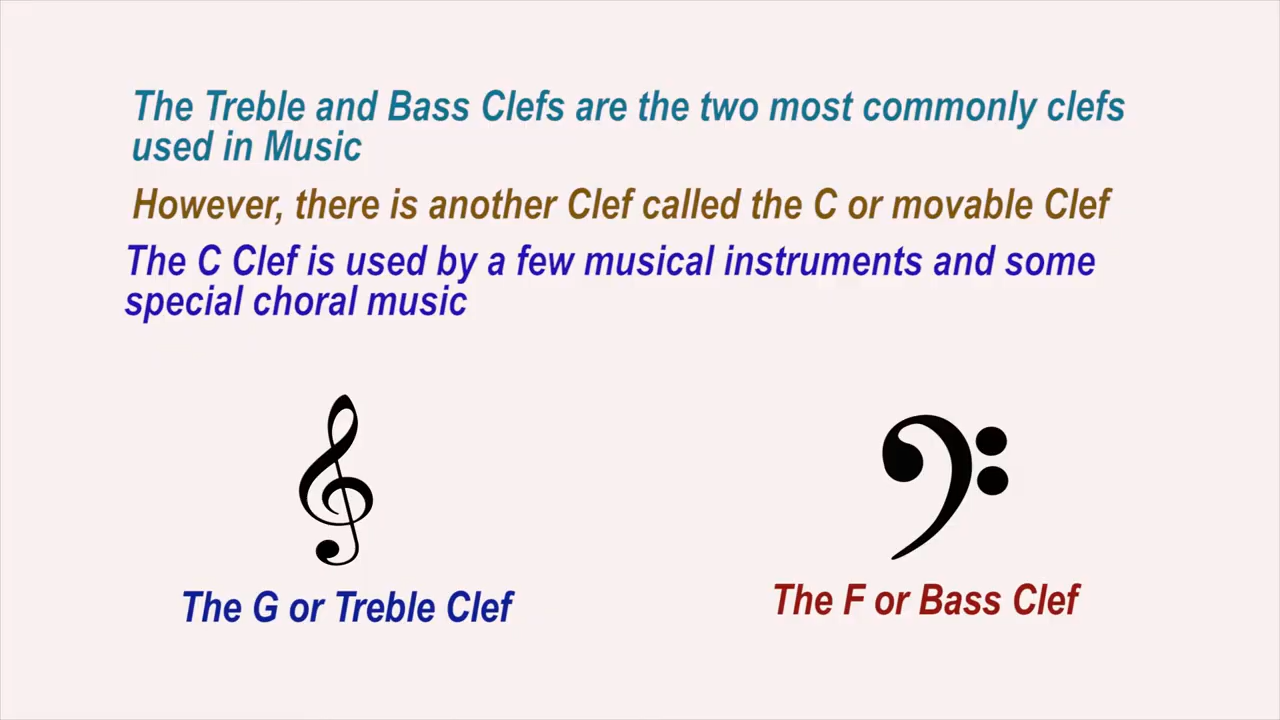 The Treble and Bass Clefs are the two most commonly clefs
used in Music
However, there is another Clef called the C or movable Clef
The C Clef is used by a few musical instruments and some
special choral music
The G or Treble Clef
The F or Bass Clef